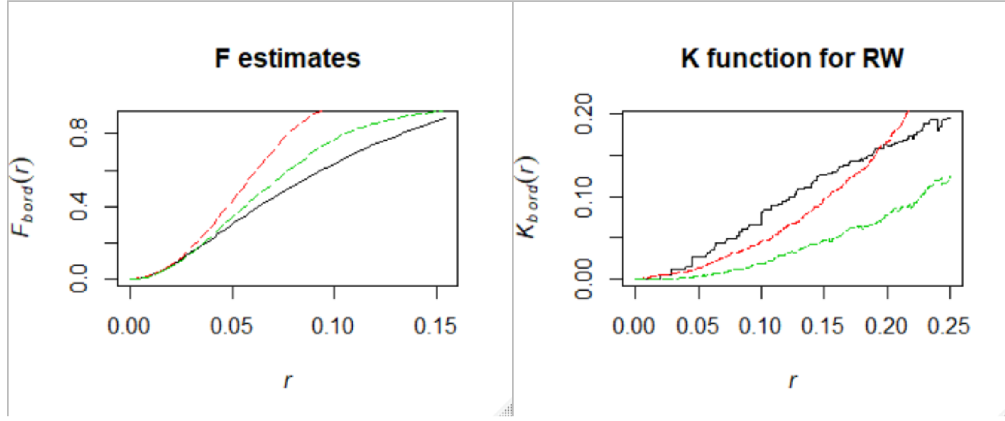 F estimates
F_bord(r)
0.0 0.4 0.8
0.00 0.05 0.10 0.15
r
K function for RW
K_bord(r)
0.00 0.10 0.20
0.00 0.05 0.10 0.15 0.20 0.25
r